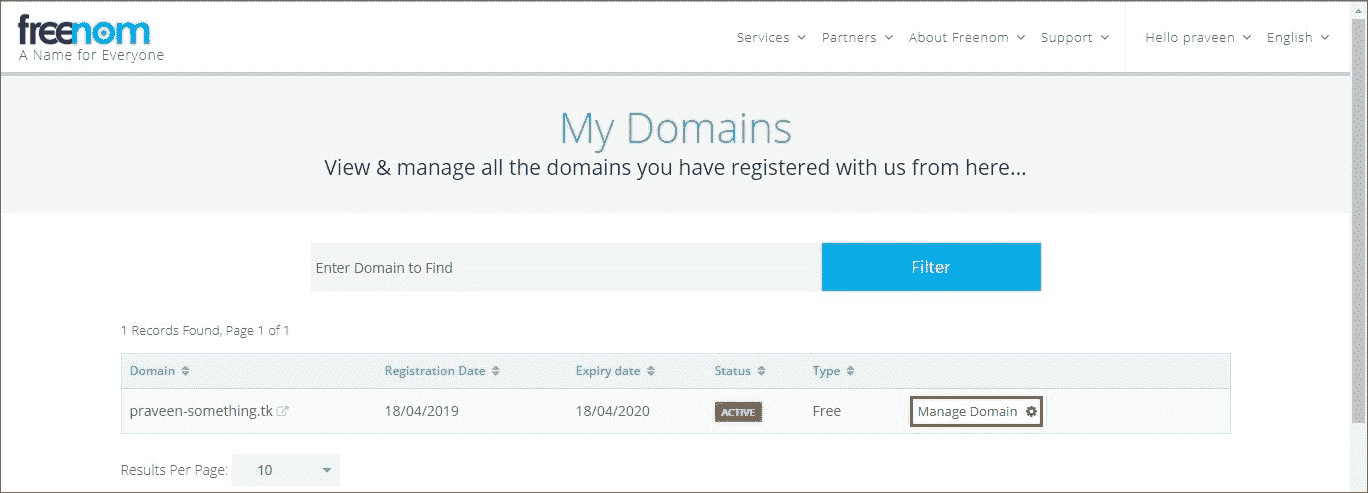 freenom
A Name for Everyone
Services Partners About Freenom Support Hello praveen English
My Domains
View & manage all the domains you have registered with us from here...
Enter Domain to Find Filter
1 Records Found, Page 1 of 1
Domain Registration Date Expiry date Status Type
praveen-something.tk 18/04/2019 18/04/2020 ACTIVE Free Manage Domain
Results Per Page: 10